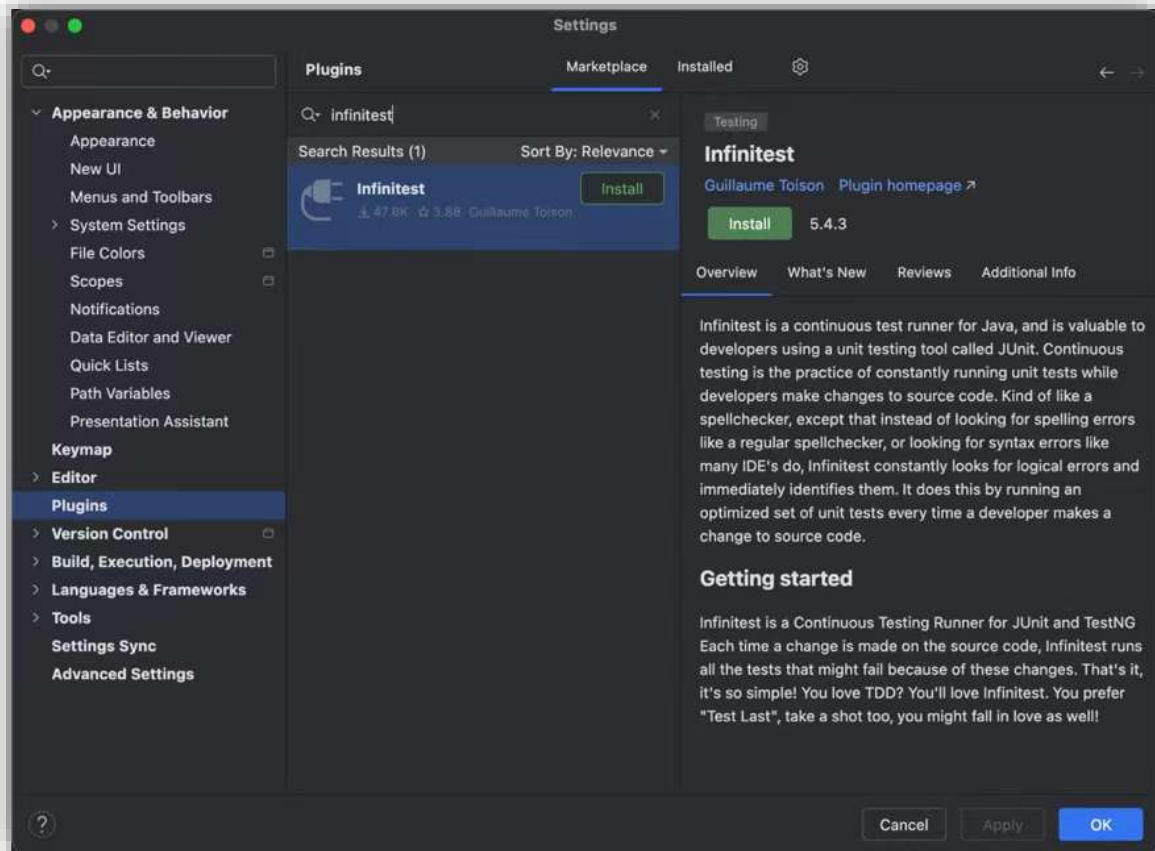 Settings
Plugins
Marketplace
Installed
Appearance & Behavior
Appearance
New UI
Menus and Toolbars
System Settings
File Colors
Scopes
Notifications
Data Editor and Viewer
Quick Lists
Path Variables
Presentation Assistant
Keymap
Editor
Plugins
Version Control
Build, Execution, Deployment
Languages & Frameworks
Tools
Settings Sync
Advanced Settings
infinitest
Search Results (1)
Sort By: Relevance
Infinitest
Install
47.8K 3.88 Guillaume Toison
Testing
Infinitest
Guillaume Toison Plugin homepage
Install 5.4.3
Overview What's New Reviews Additional Info
Infinitest is a continuous test runner for Java, and is valuable to
developers using a unit testing tool called JUnit. Continuous
testing is the practice of constantly running unit tests while
developers make changes to source code. Kind of like a
spellchecker, except that instead of looking for spelling errors
like a regular spellchecker, or looking for syntax errors like
many IDE's do, Infinitest constantly looks for logical errors and
immediately identifies them. It does this by running an
optimized set of unit tests every time a developer makes a
change to source code.
Getting started
Infinitest is a Continuous Testing Runner for JUnit and TestNG
Each time a change is made on the source code, Infinitest runs
all the tests that might fail because of these changes. That's it,
it's so simple! You love TDD? You'll love Infinitest. You prefer
"Test Last", take a shot too, you might fall in love as well!
?
Cancel
Apply
OK